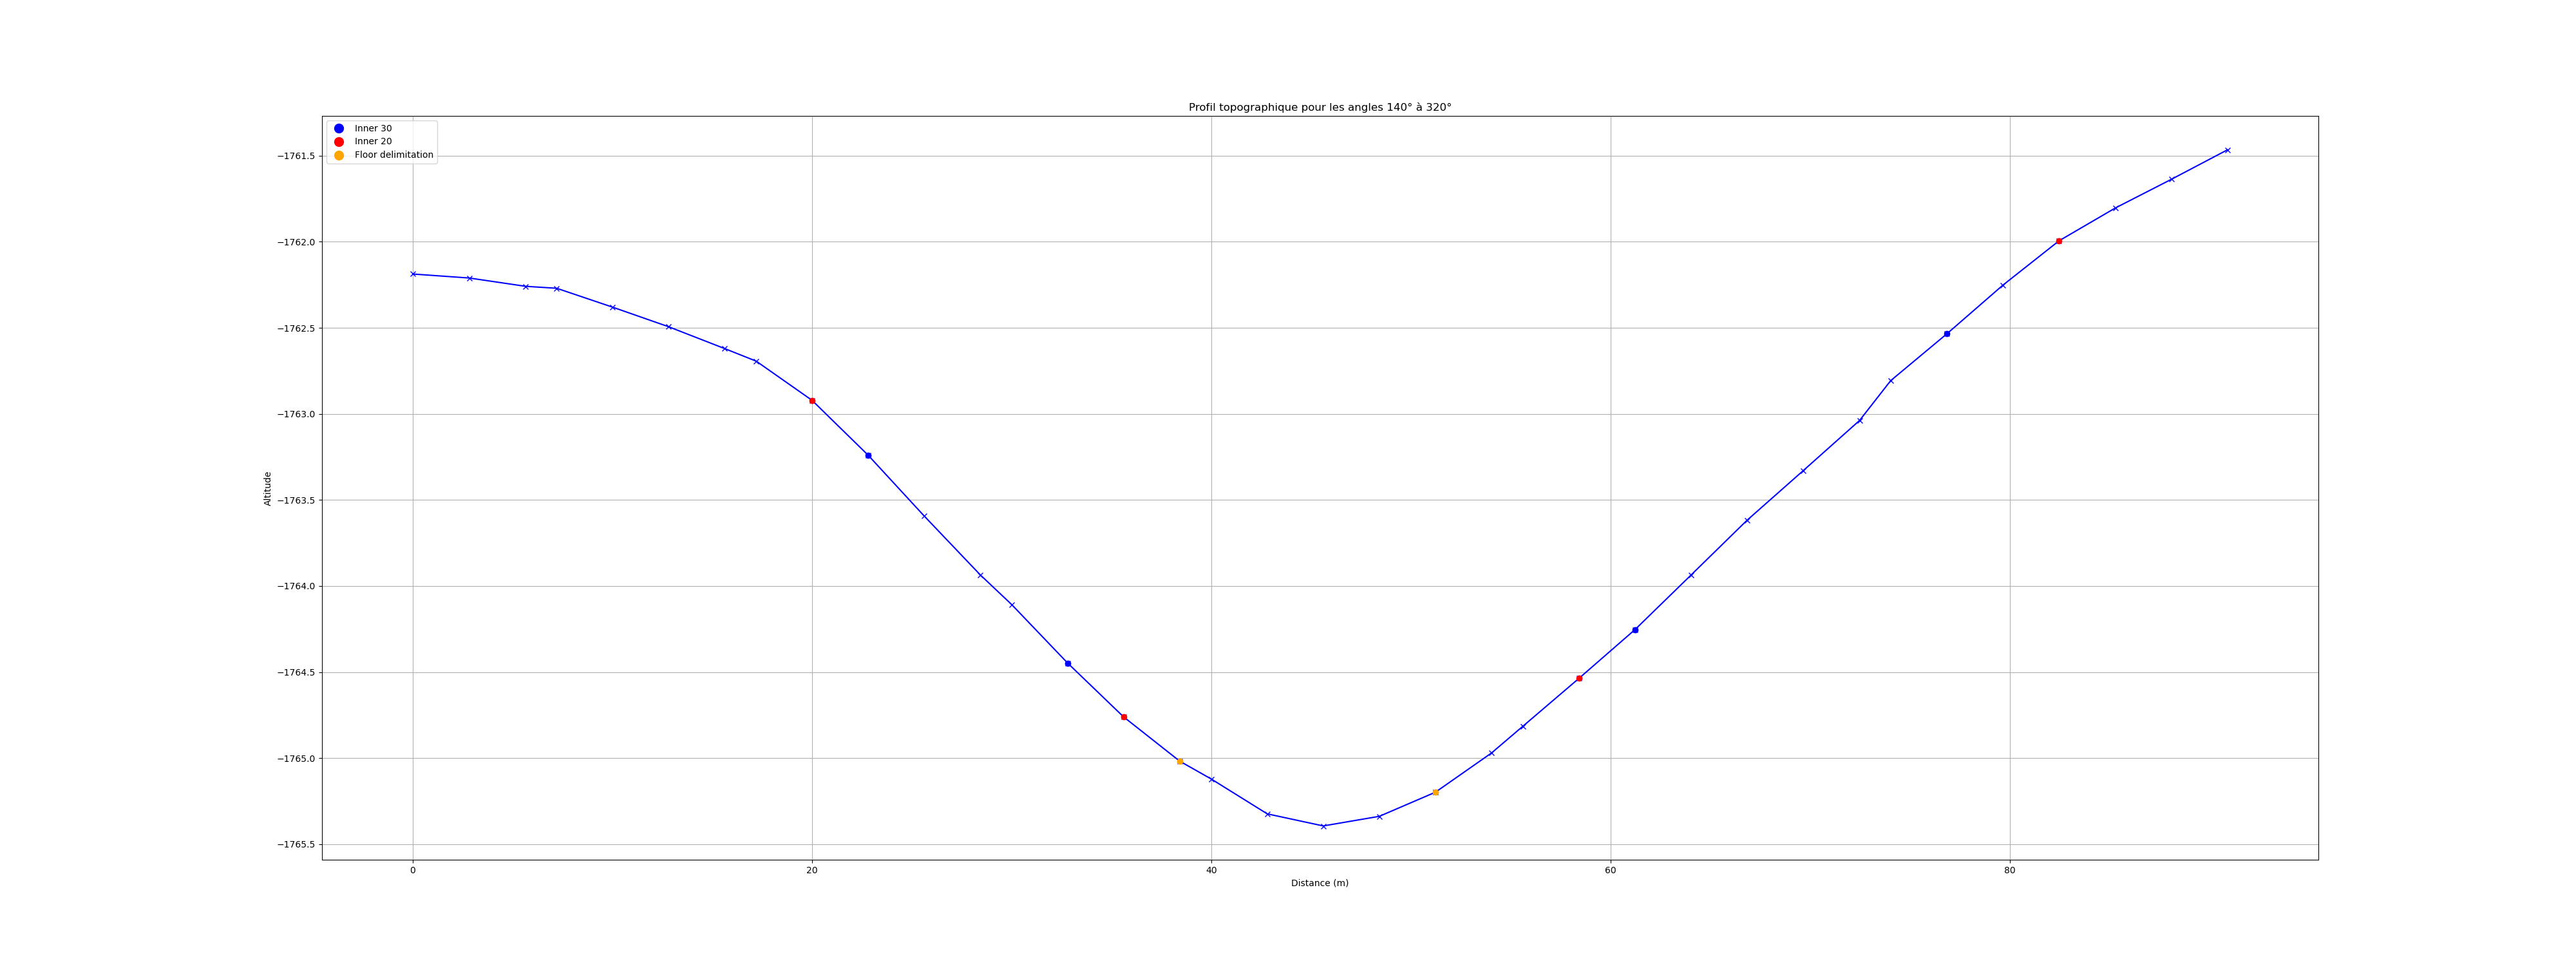 Profil topographique pour les angles 140° à 320°
Inner 30
Inner 20
Floor delimitation
−1761.5
−1762.0
−1762.5
−1763.0
−1763.5
−1764.0
−1764.5
−1765.0
−1765.5
Altitude
0 20 40 60 80
Distance (m)